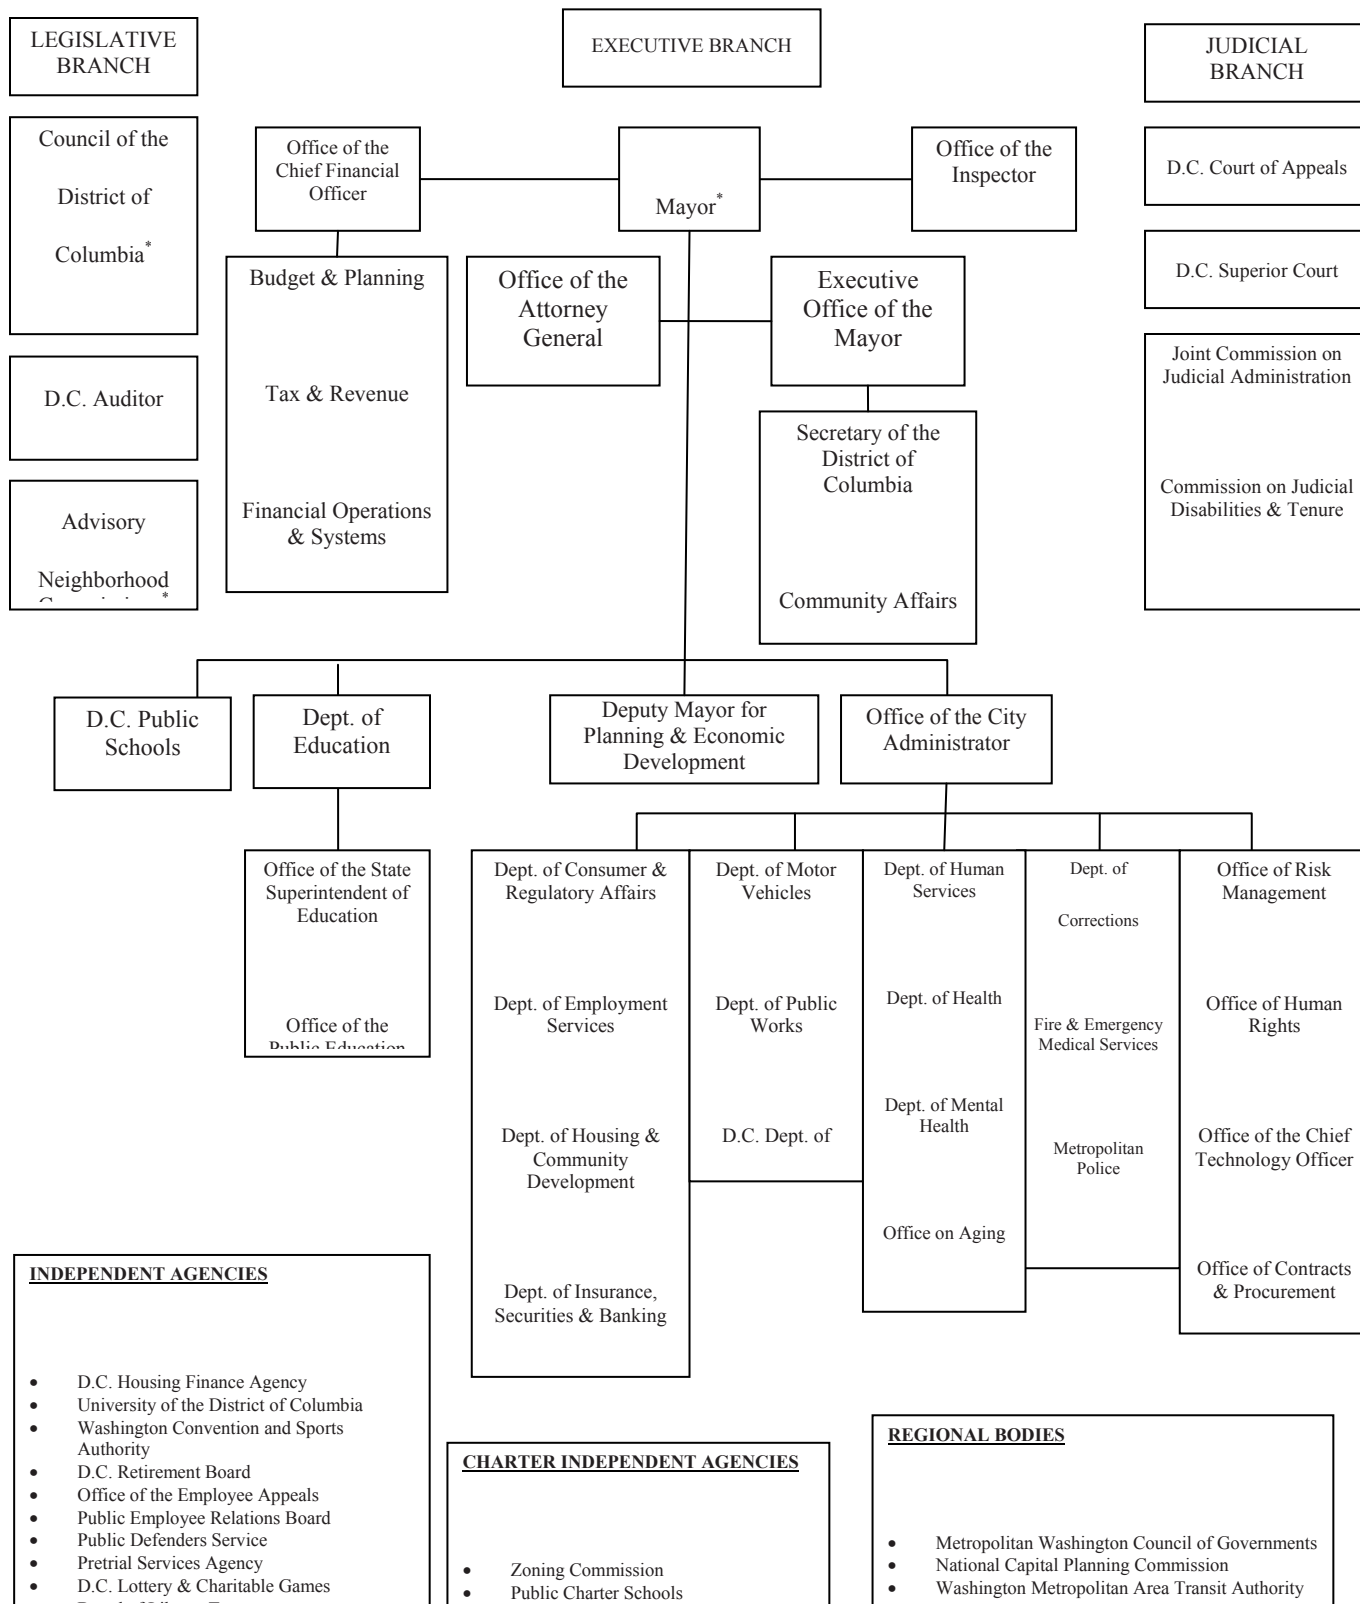 LEGISLATIVE
BRANCH
EXECUTIVE BRANCH
JUDICIAL
BRANCH
Council of the
District of
Columbia*
D.C. Auditor
Advisory
Neighborhood
*
Office of the
Chief Financial
Officer
Mayor*
Office of the
Inspector
Budget & Planning
Tax & Revenue
Financial Operations
& Systems
Office of the
Attorney
General
Executive
Office of the
Mayor
Secretary of the
District of
Columbia
Community Affairs
D.C. Court of Appeals
D.C. Superior Court
Joint Commission on
Judicial Administration
Commission on Judicial
Disabilities & Tenure
D.C. Public
Schools
Dept. of
Education
Deputy Mayor for
Planning & Economic
Development
Office of the City
Administrator
Office of the State
Superintendent of
Education
Office of the
Public Education
Dept. of Consumer &
Regulatory Affairs
Dept. of Employment
Services
Dept. of Housing &
Community
Development
Dept. of Insurance,
Securities & Banking
Dept. of Motor
Vehicles
Dept. of Public
Works
D.C. Dept. of
Dept. of Human
Services
Dept. of Health
Dept. of Mental
Health
Office on Aging
Dept. of
Corrections
Fire & Emergency
Medical Services
Metropolitan
Police
Office of Risk
Management
Office of Human
Rights
Office of the Chief
Technology Officer
Office of Contracts
& Procurement
INDEPENDENT AGENCIES
• D.C. Housing Finance Agency
• University of the District of Columbia
• Washington Convention and Sports
Authority
• D.C. Retirement Board
• Office of the Employee Appeals
• Public Employee Relations Board
• Public Defenders Service
• Pretrial Services Agency
• D.C. Lottery & Charitable Games
CHARTER INDEPENDENT AGENCIES
• Zoning Commission
• Public Charter Schools
REGIONAL BODIES
• Metropolitan Washington Council of Governments
• National Capital Planning Commission
• Washington Metropolitan Area Transit Authority